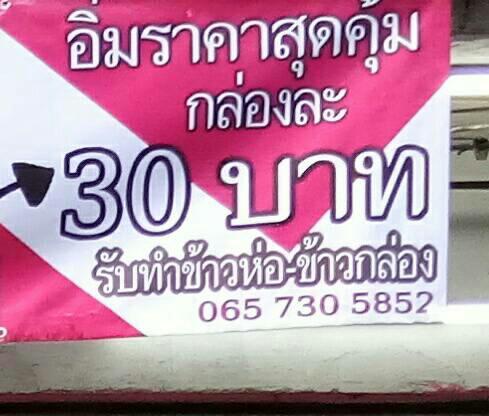 อิ่มราคาสุดคุ้ม
กล่องละ
30 บาท
รับทำข้าวห่อ-ข้าวกล่อง
065 730 5852